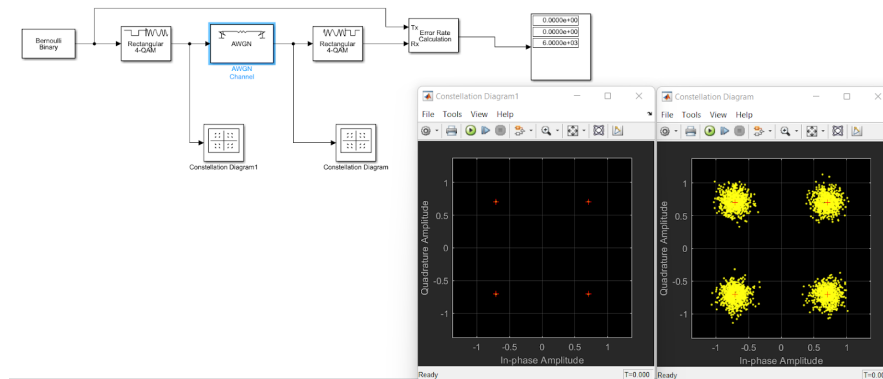 Bernoulli
Binary
Rectangular
4-QAM
AWGN
AWGN
Channel
Rectangular
4-QAM
Tx
Rx
Error Rate
Calculation
0.0000e+00
0.0000e+00
6.0000e+03
Constellation Diagram1
Constellation Diagram
Constellation Diagram1
File Tools View Help
Quadrature Amplitude
1
0.5
0
-0.5
-1
-1 -0.5 0 0.5 1
In-phase Amplitude
Ready T=0.000
Constellation Diagram
File Tools View Help
Quadrature Amplitude
1
0.5
0
-0.5
-1
-1 -0.5 0 0.5 1
In-phase Amplitude
Ready